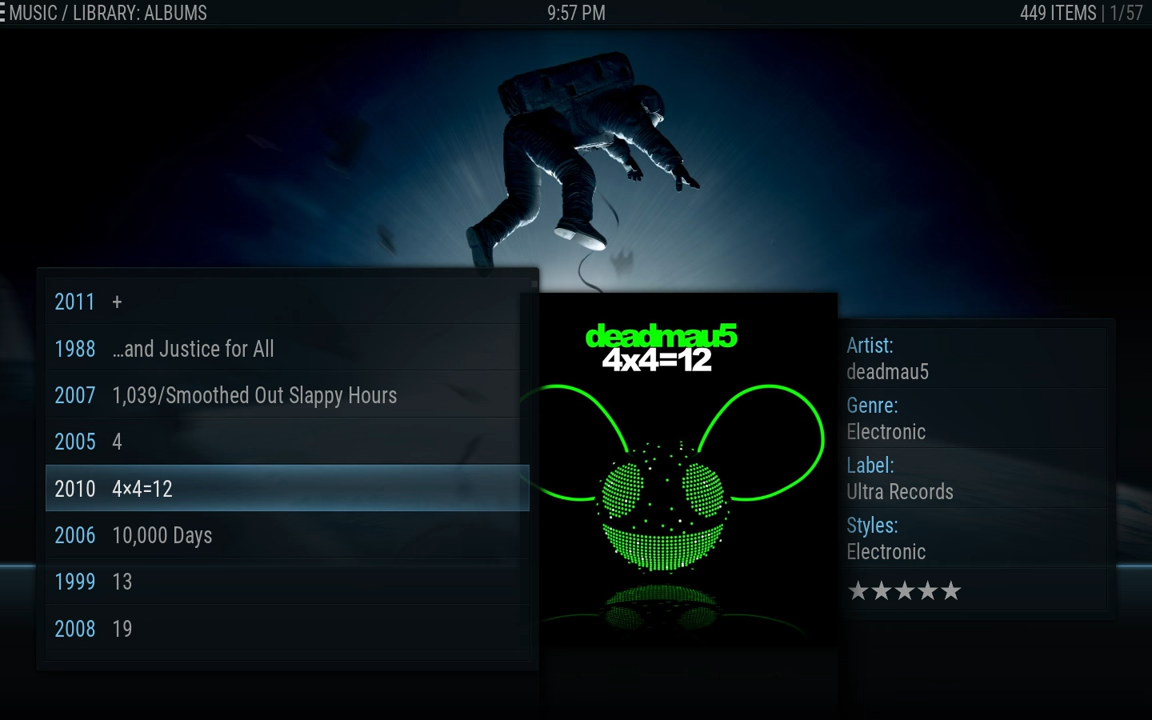 MUSIC / LIBRARY: ALBUMS
9:57 PM
449 ITEMS | 1/57
2011 +
1988 ...and Justice for All
2007 1,039/Smoothed Out Slappy Hours
2005 4
2010 4×4=12
2006 10,000 Days
1999 13
2008 19
deadmau5
4x4=12
Artist:
deadmau5
Genre:
Electronic
Label:
Ultra Records
Styles:
Electronic